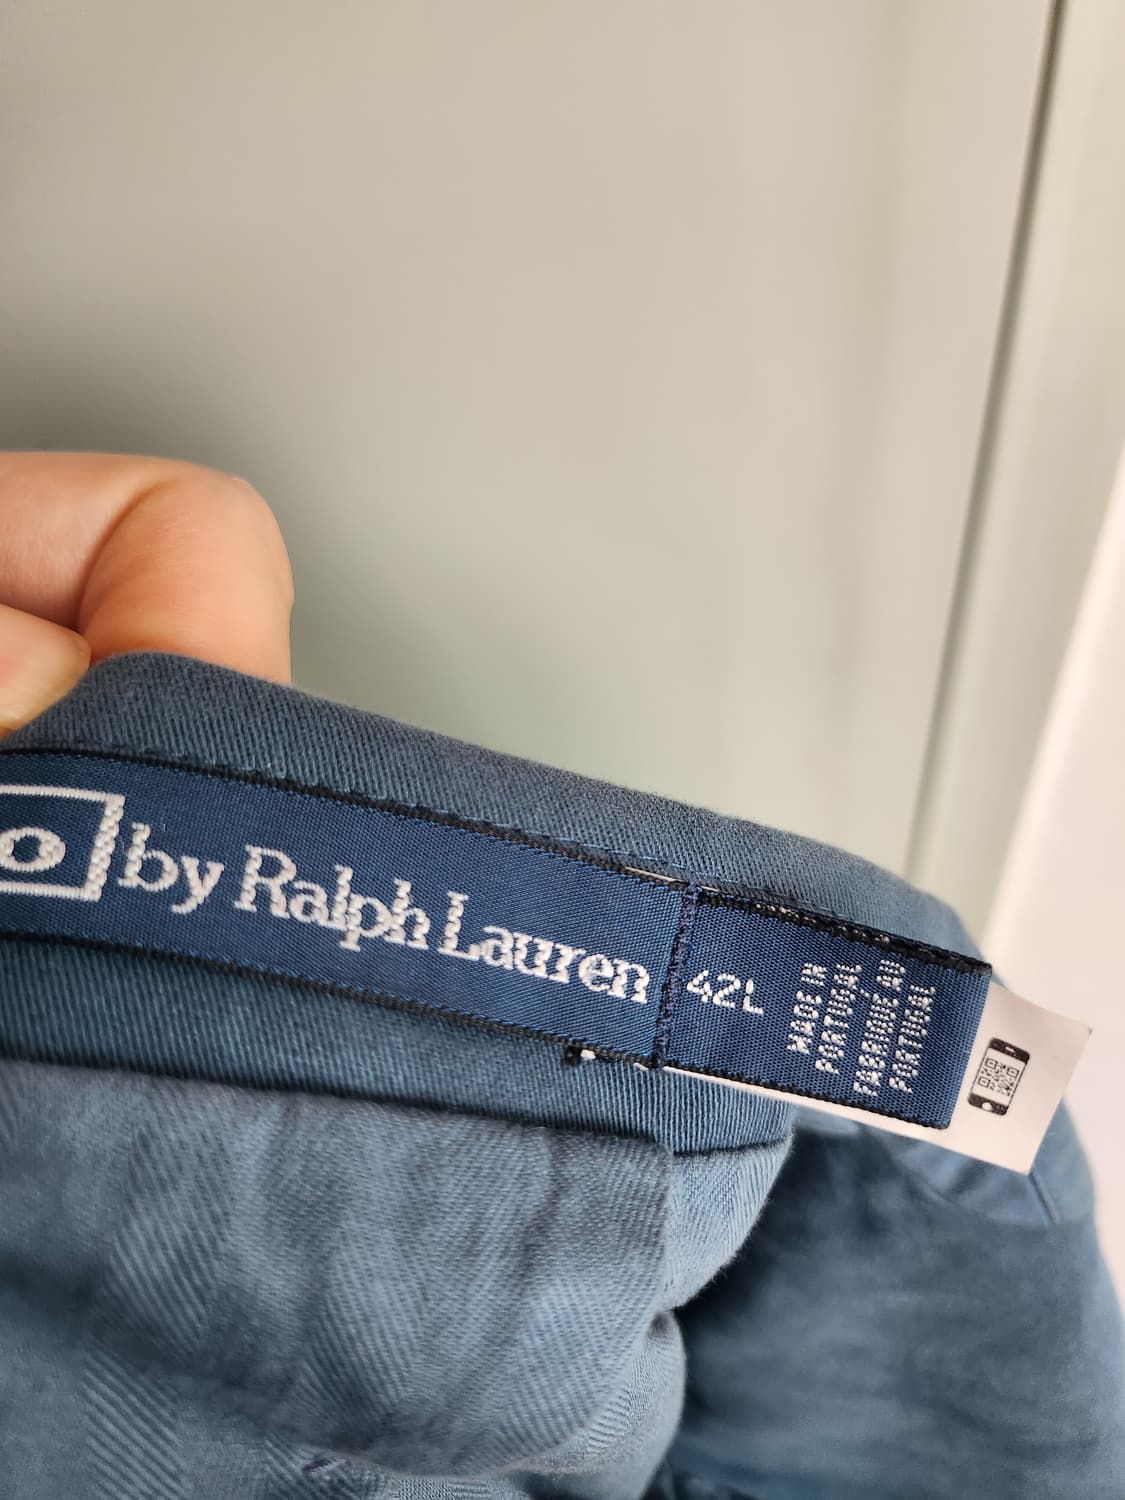 O by Ralph Lauren
42L
MADE IN
PORTUGAL
FABRIQUE AU
PORTUGAL